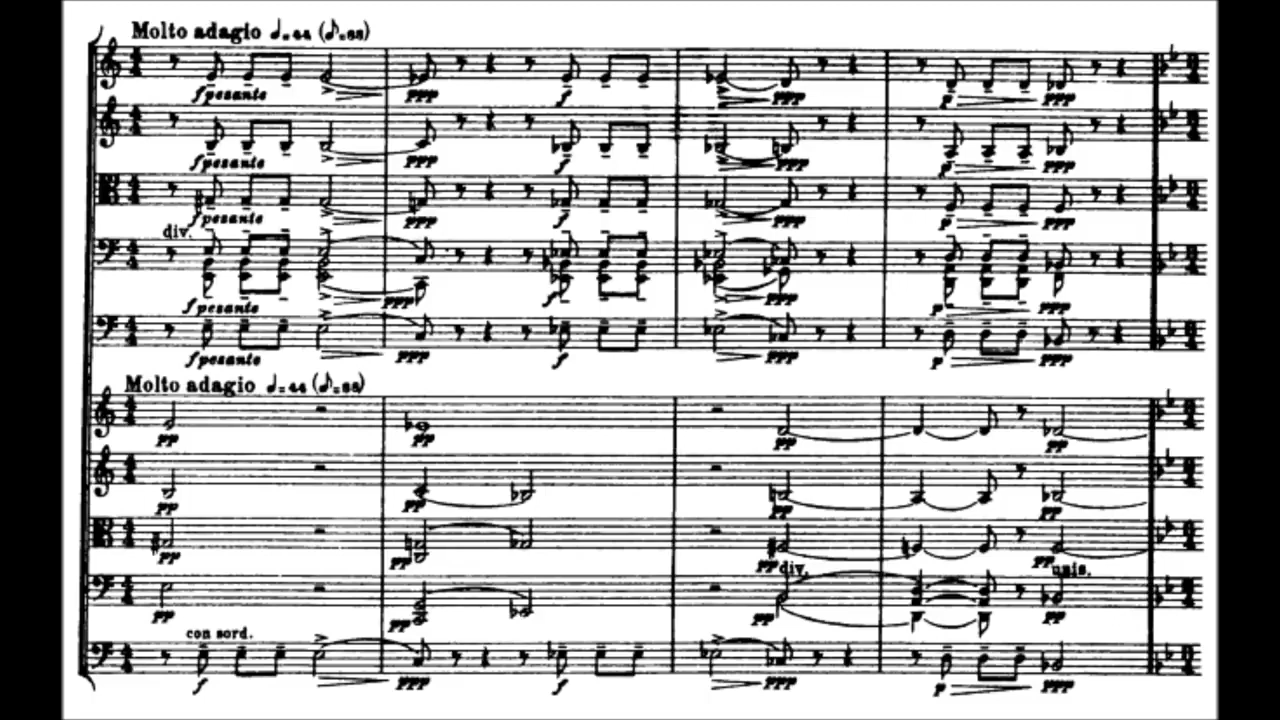 Molto adagio ♩=44 (♪=88)
f pesante ppp f ppp p ppp
f pesante ppp f ppp p ppp
f pesante ppp f ppp p ppp
div.
f pesante ppp f ppp p ppp
f pesante ppp f ppp p ppp
Molto adagio ♩=44 (♪=88)
pp pp pp pp
pp pp pp pp
pp pp pp pp
div. unis.
pp pp pp pp
con sord.
f ppp f ppp p ppp